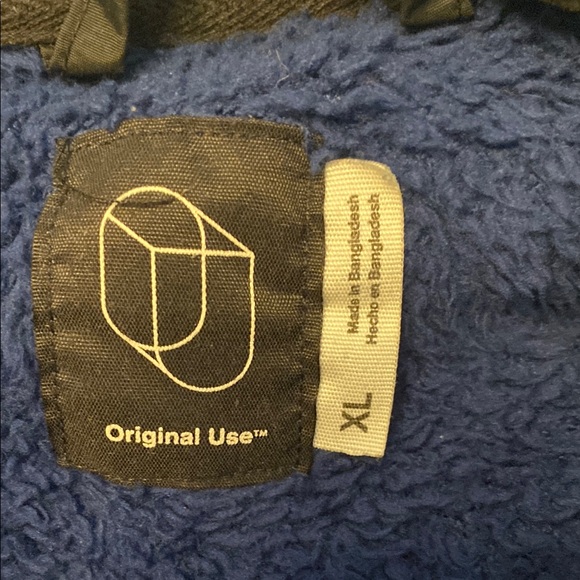 Original Use™
Made in Bangladesh
Hecho en Bangladesh
XL